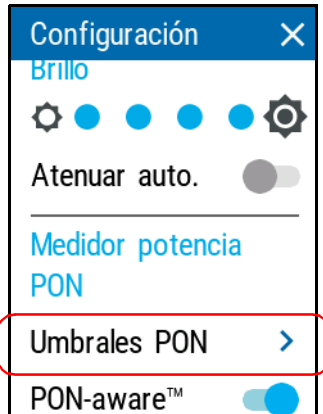 Configuración
Brillo
Atenuar auto.
Medidor potencia
PON
Umbrales PON
PON-aware™